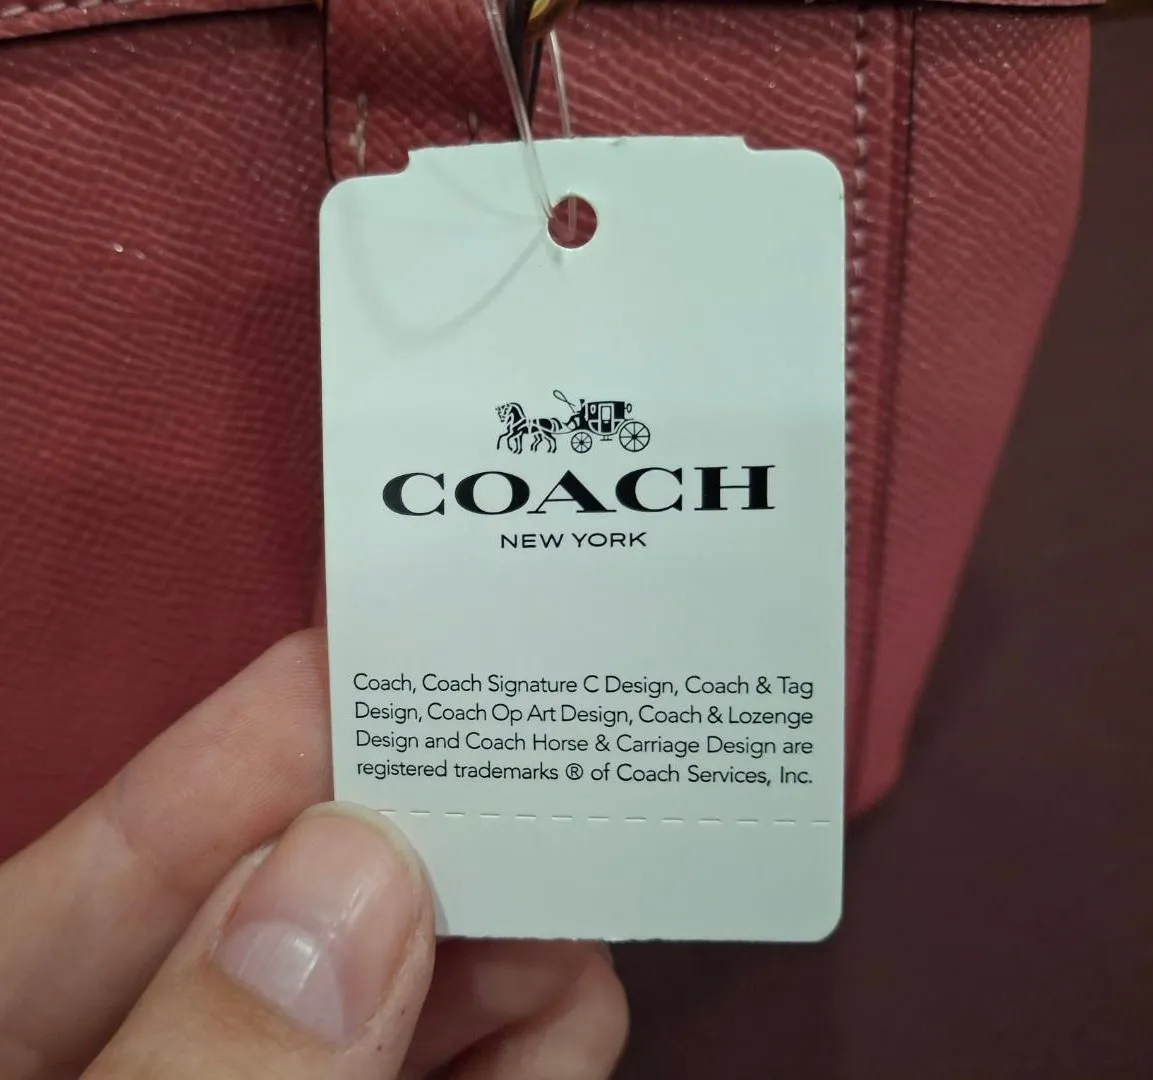 COACH
NEW YORK
Coach, Coach Signature C Design, Coach & Tag
Design, Coach Op Art Design, Coach & Lozenge
Design and Coach Horse & Carriage Design are
registered trademarks ® of Coach Services, Inc.